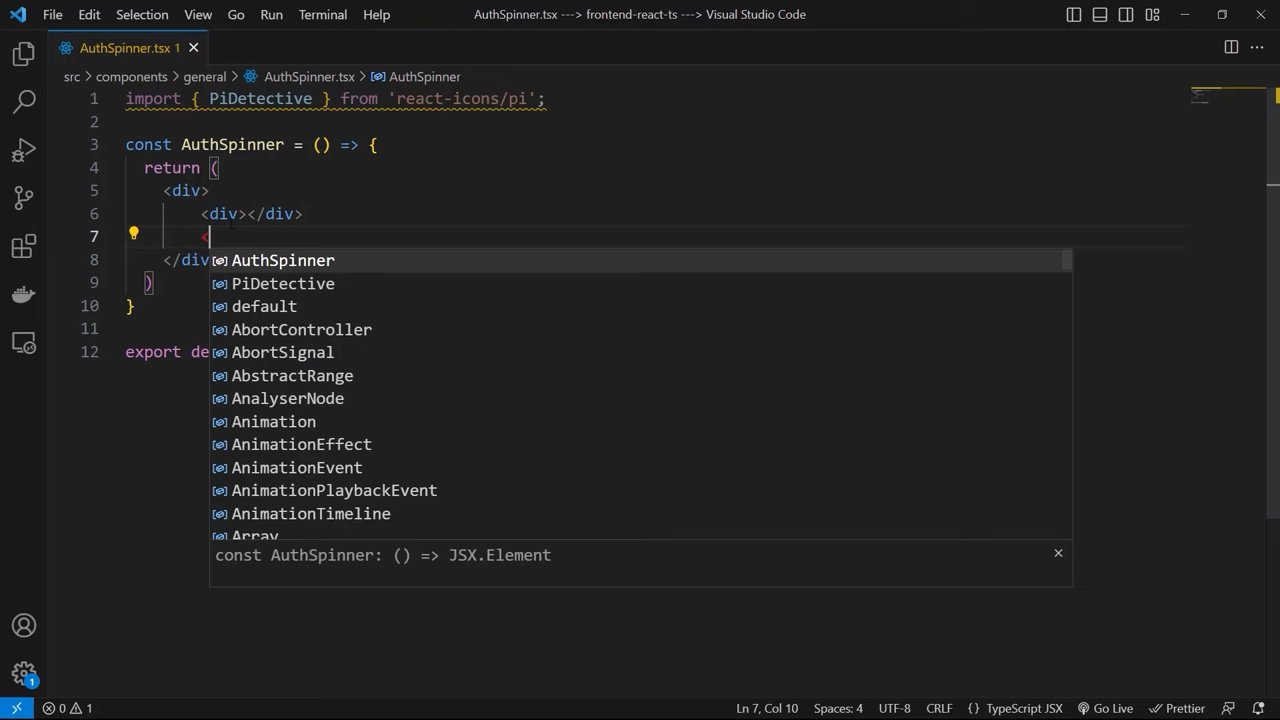 File Edit Selection View Go Run Terminal Help AuthSpinner.tsx ---> frontend-react-ts ---> Visual Studio Code
AuthSpinner.tsx 1
src > components > general > AuthSpinner.tsx > AuthSpinner
1 import { PiDetective } from 'react-icons/pi';
2
3 const AuthSpinner = () => {
4 return (
5 <div>
6 <div></div>
7 <
8 </div
9 )
10 }
11
12 export de
AuthSpinner
PiDetective
default
AbortController
AbortSignal
AbstractRange
AnalyserNode
Animation
AnimationEffect
AnimationEvent
AnimationPlaybackEvent
AnimationTimeline
Array
const AuthSpinner: () => JSX.Element
1
0 1 Ln 7, Col 10 Spaces: 4 UTF-8 CRLF { } TypeScript JSX Go Live Prettier